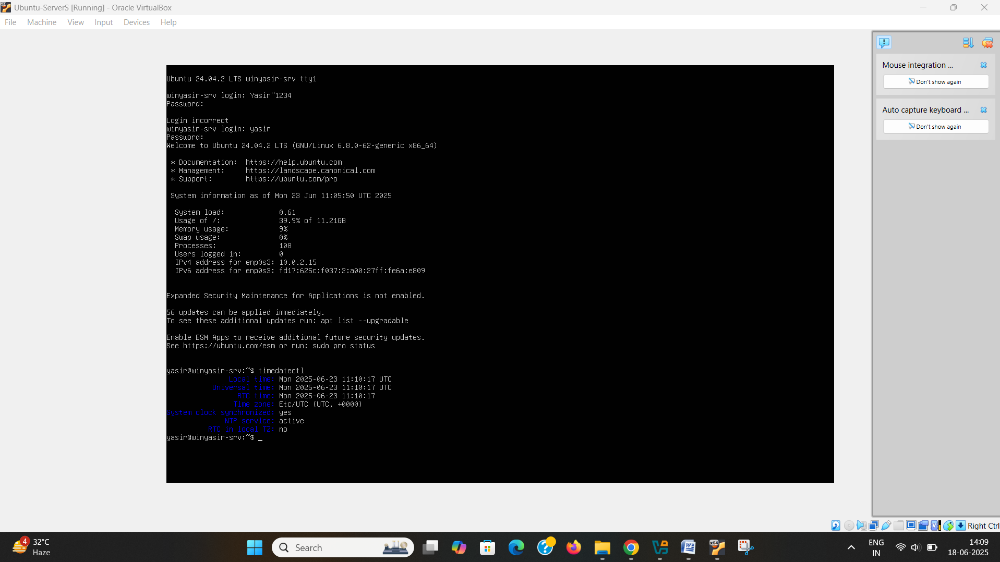 Ubuntu-ServerS [Running] - Oracle VirtualBox
File Machine View Input Devices Help
Ubuntu 24.04.2 LTS winyasir-srv tty1
winyasir-srv login: Yasir"1234
Password:
Login incorrect
winyasir-srv login: yasir
Password:
Welcome to Ubuntu 24.04.2 LTS (GNU/Linux 6.8.0-62-generic x86_64)
* Documentation: https://help.ubuntu.com
* Management: https://landscape.canonical.com
* Support: https://ubuntu.com/pro
System information as of Mon 23 Jun 11:05:50 UTC 2025
System load: 0.61
Usage of /: 39.9% of 11.21GB
Memory usage: 9%
Swap usage: 0%
Processes: 108
Users logged in: 0
IPv4 address for enp0s3: 10.0.2.15
IPv6 address for enp0s3: fd17:625c:f037:2:a00:27ff:fe6a:e809
Expanded Security Maintenance for Applications is not enabled.
56 updates can be applied immediately.
To see these additional updates run: apt list --upgradable
Enable ESM Apps to receive additional future security updates.
See https://ubuntu.com/esm or run: sudo pro status
yasir@winyasir-srv:~$ timedatectl
Local time: Mon 2025-06-23 11:10:17 UTC
Universal time: Mon 2025-06-23 11:10:17 UTC
RTC time: Mon 2025-06-23 11:10:17
Time zone: Etc/UTC (UTC, +0000)
System clock synchronized: yes
NTP service: active
RTC in local TZ: no
yasir@winyasir-srv:~$ _
Mouse integration ...
Don't show again
Auto capture keyboard ...
Don't show again
Right Ctrl
4
32°C
Haze
Search
ENG
IN
14:09
18-06-2025